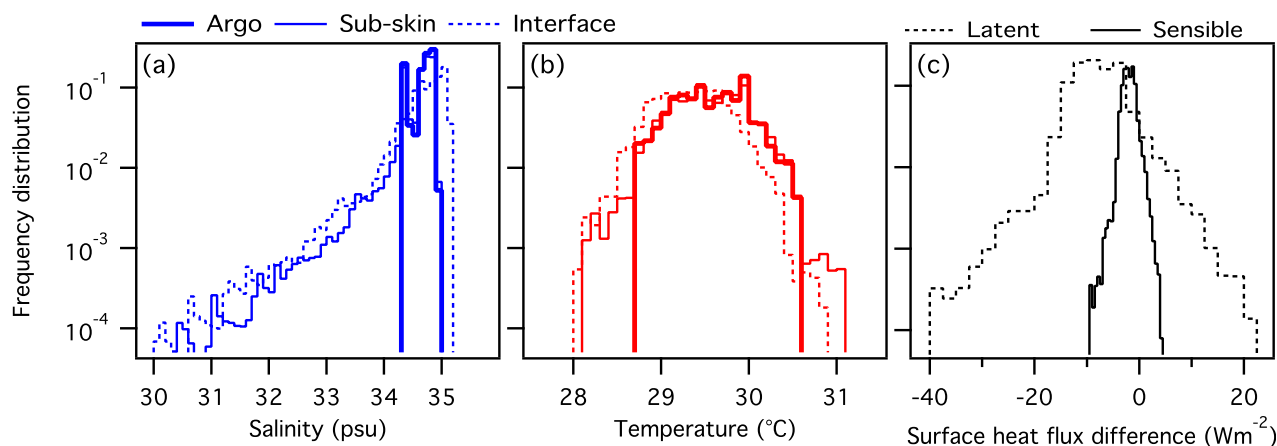 Argo Sub-skin Interface
Latent Sensible
(a) (b) (c)
Frequency distribution
10⁻¹
10⁻²
10⁻³
10⁻⁴
30 31 32 33 34 35
28 29 30 31
-40 -20 0 20
Salinity (psu)
Temperature (°C)
Surface heat flux difference (Wm⁻²)